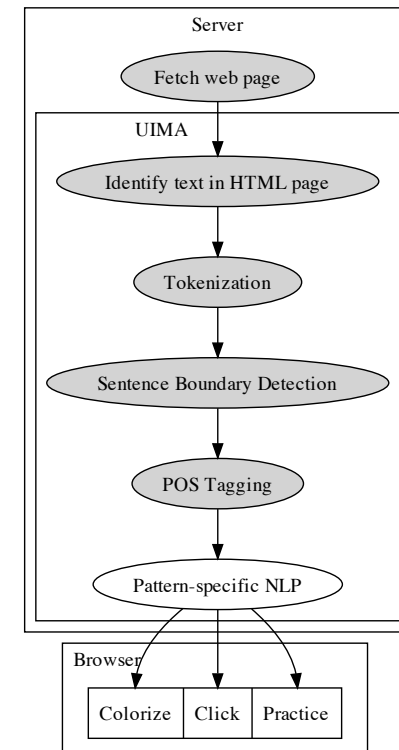 Server
Fetch web page
UIMA
Identify text in HTML page
Tokenization
Sentence Boundary Detection
POS Tagging
Pattern-specific NLP
Browser
Colorize Click Practice